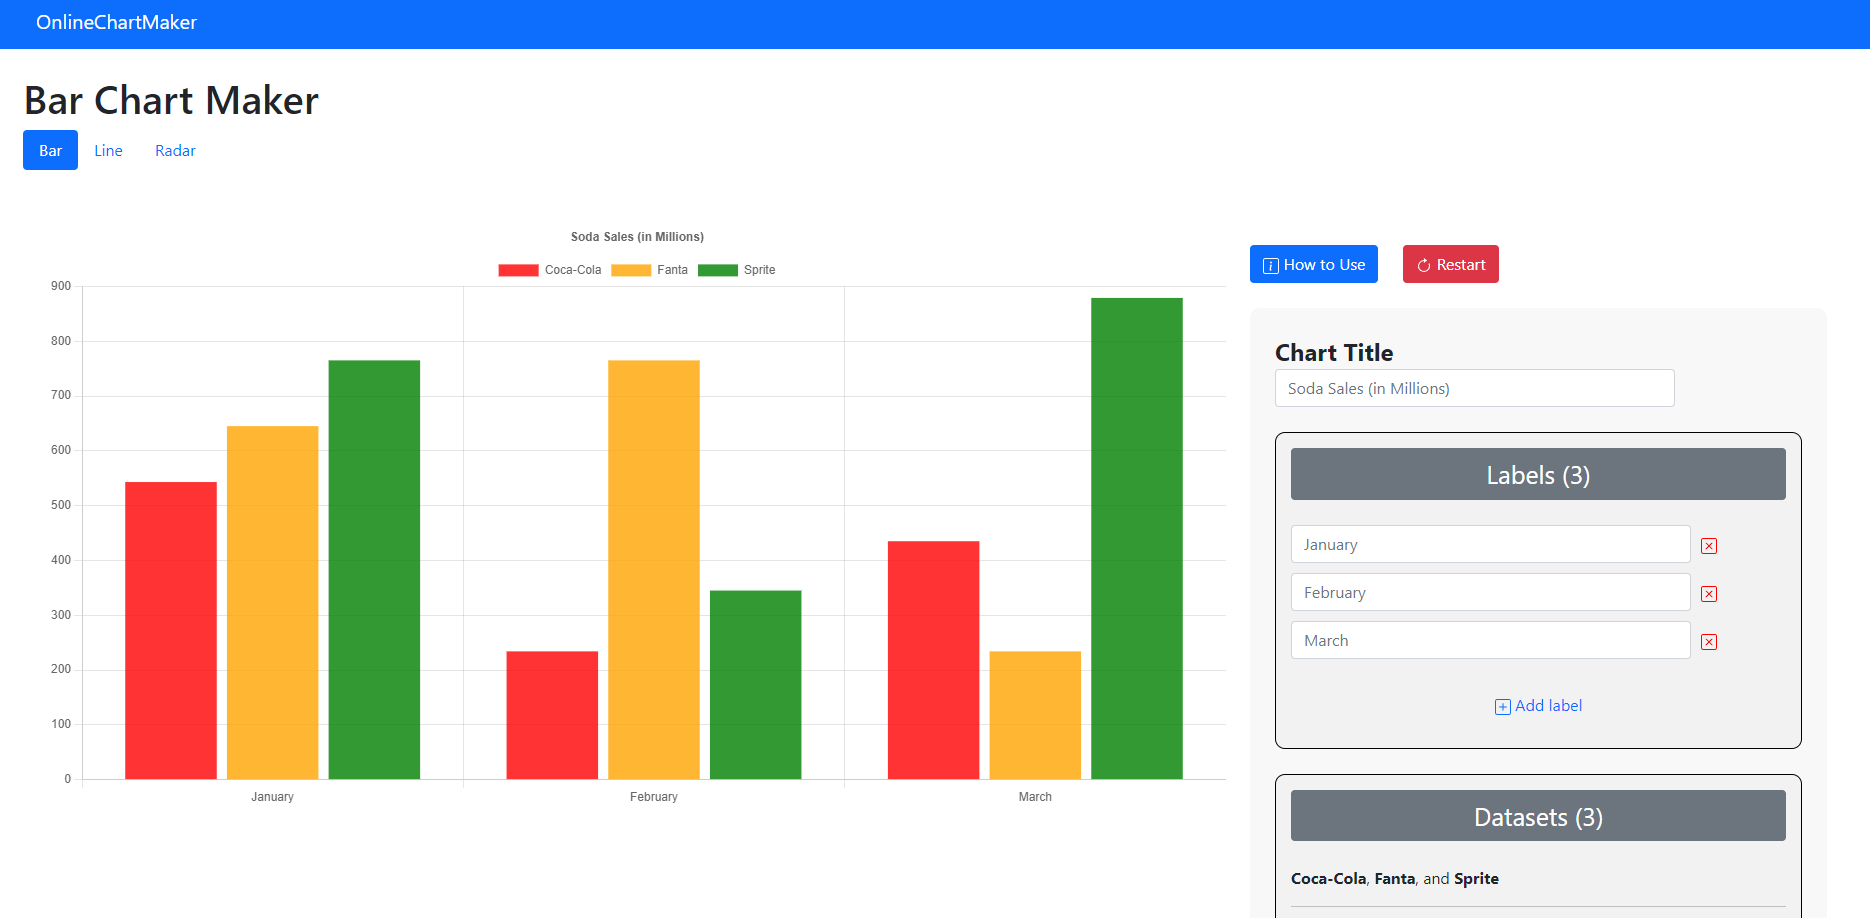 OnlineChartMaker
Bar Chart Maker
Bar Line Radar
Soda Sales (in Millions)
Coca-Cola Fanta Sprite
900
800
700
600
500
400
300
200
100
0
January February March
How to Use Restart
Chart Title
Soda Sales (in Millions)
Labels (3)
January
February
March
Add label
Datasets (3)
Coca-Cola, Fanta, and Sprite